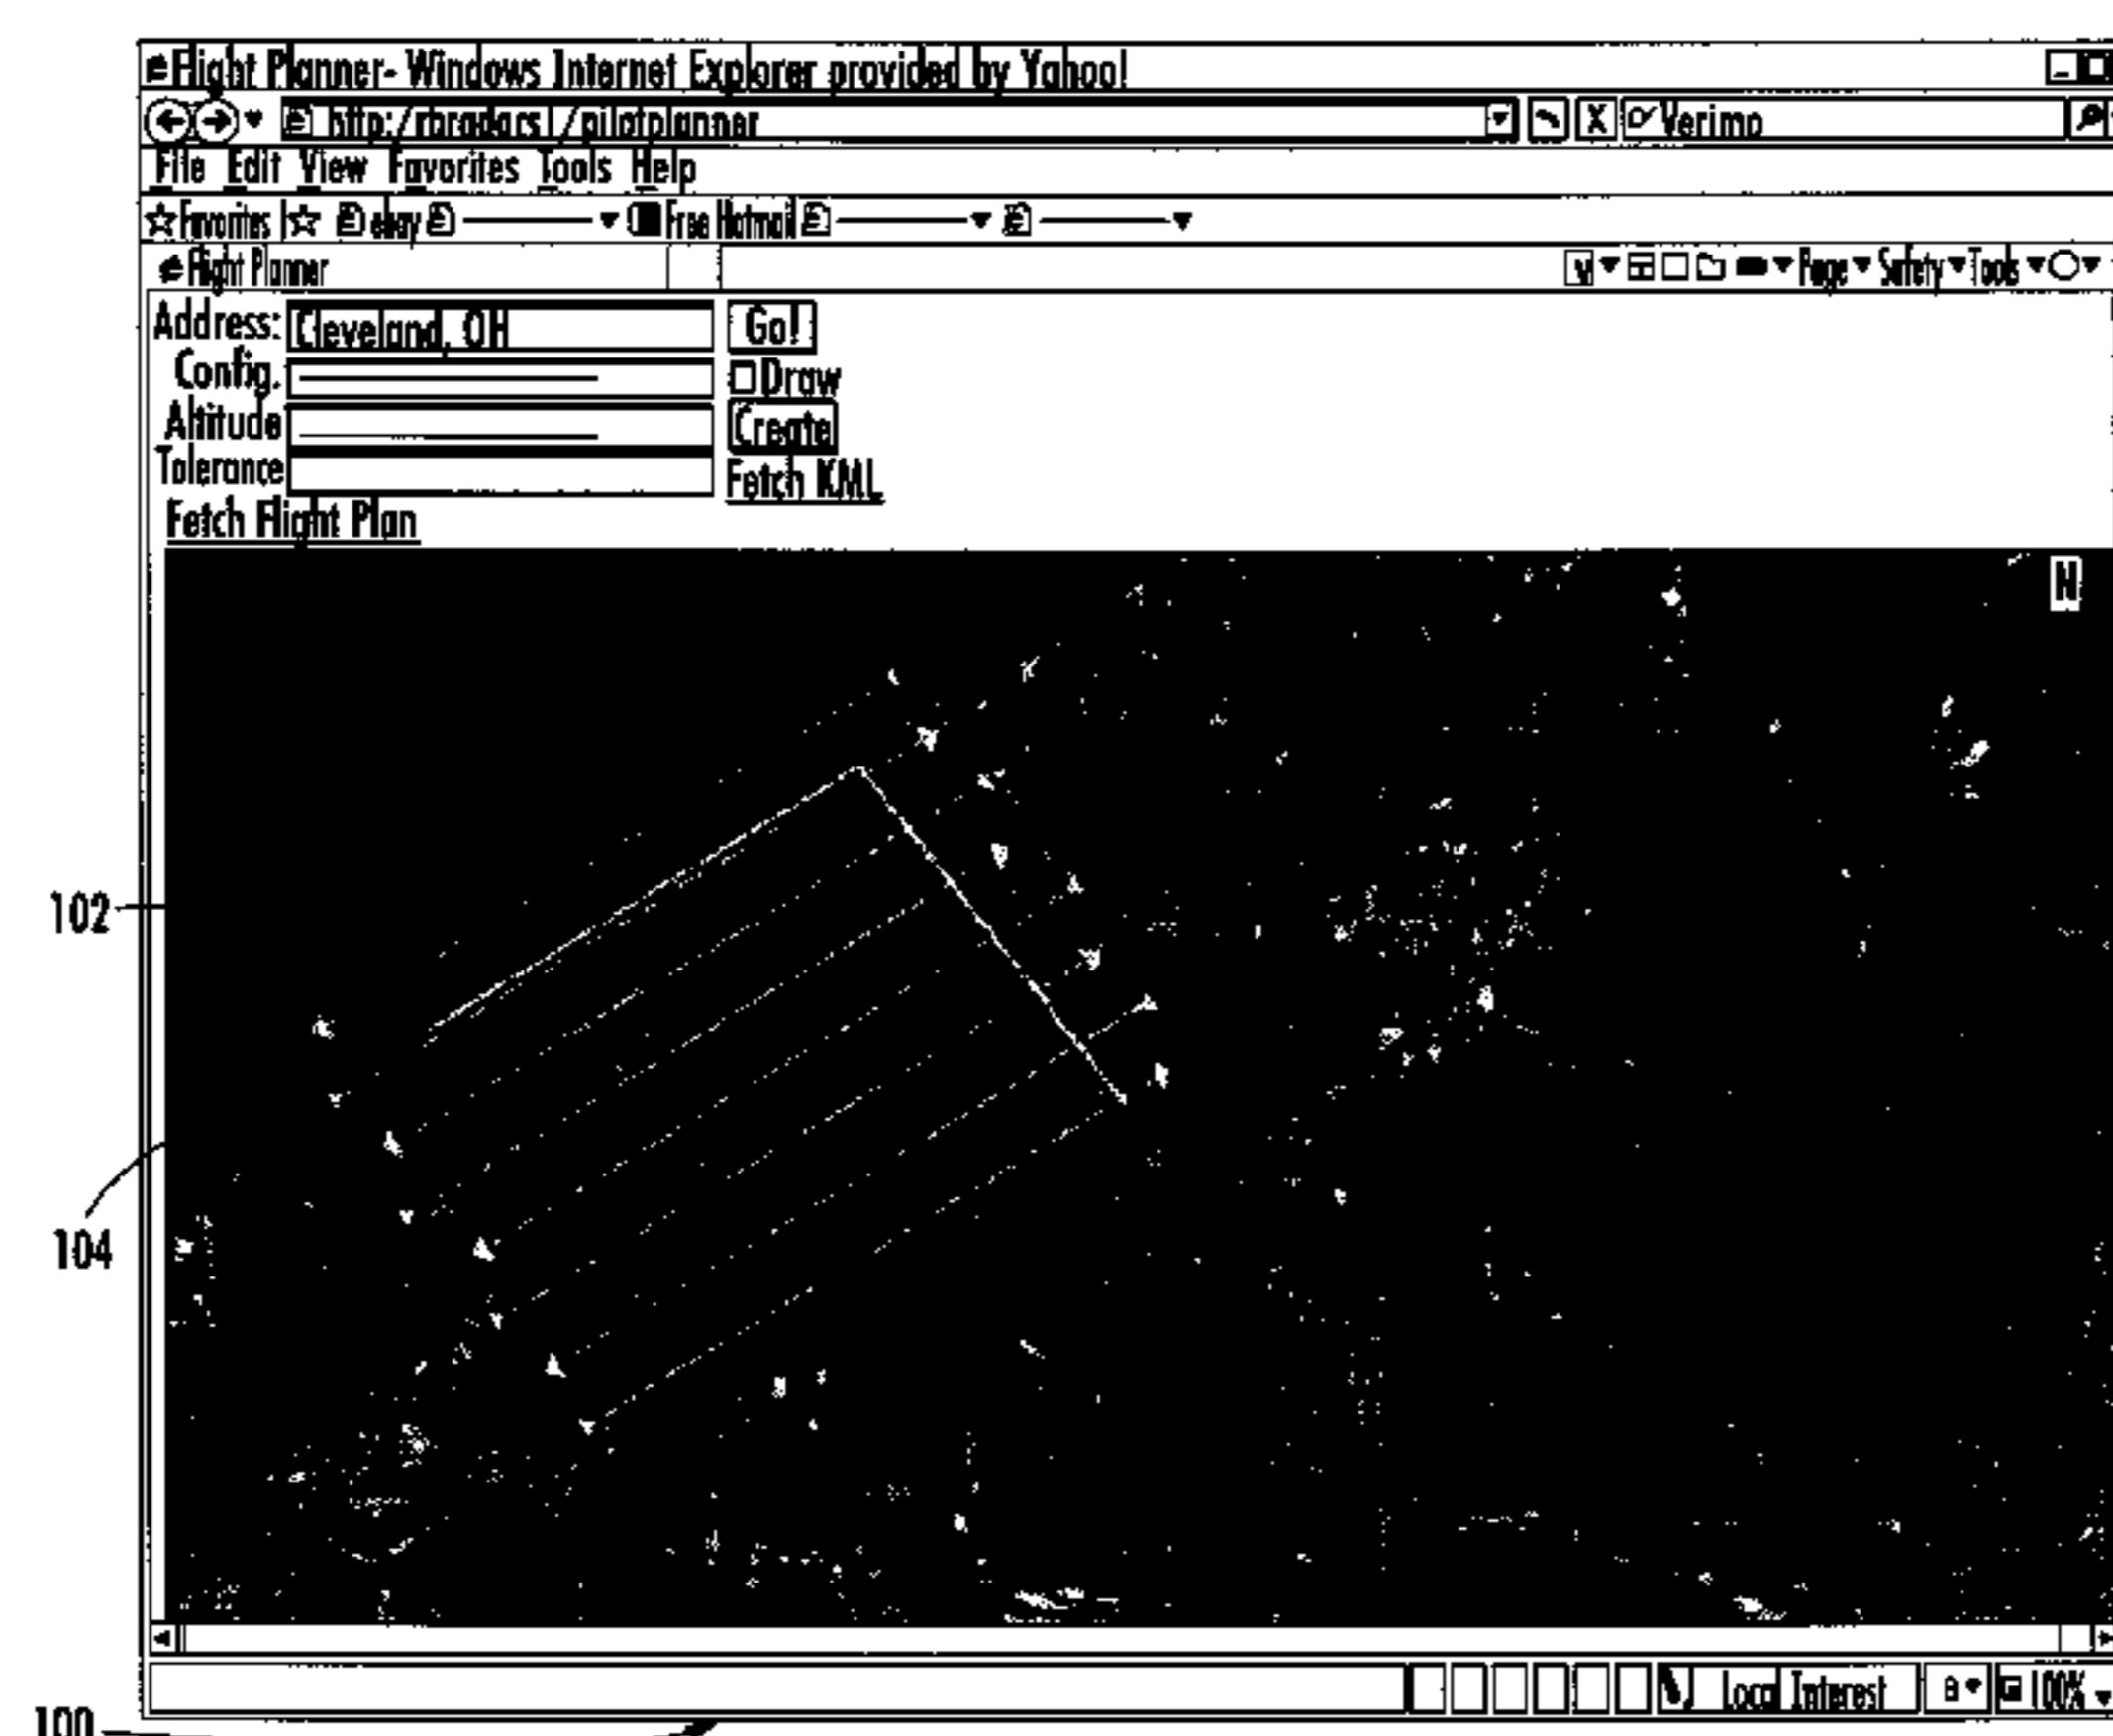 Flight Planner- Windows Internet Explorer provided by Yahoo!
http:/rbradars1/pilotplanner X Verimo
File Edit View Favorites Tools Help
Favorites ebay Free Hotmail
Flight Planner Page Safety Tools
Address: Cleveland, OH Go!
Config. Draw
Altitude Create
Tolerance Fetch KML
Fetch Flight Plan
N
102
104
Local Interest 100%
100